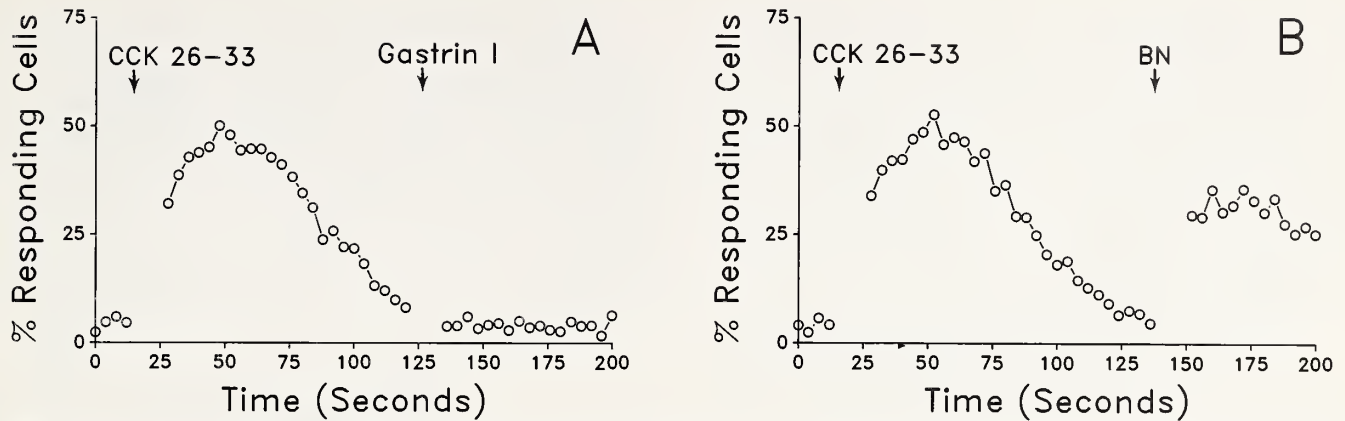 75
50
25
0
% Responding Cells
CCK 26-33
Gastrin I
A
0 25 50 75 100 125 150 175 200
Time (Seconds)
75
50
25
0
% Responding Cells
CCK 26-33
BN
B
0 25 50 75 100 125 150 175 200
Time (Seconds)